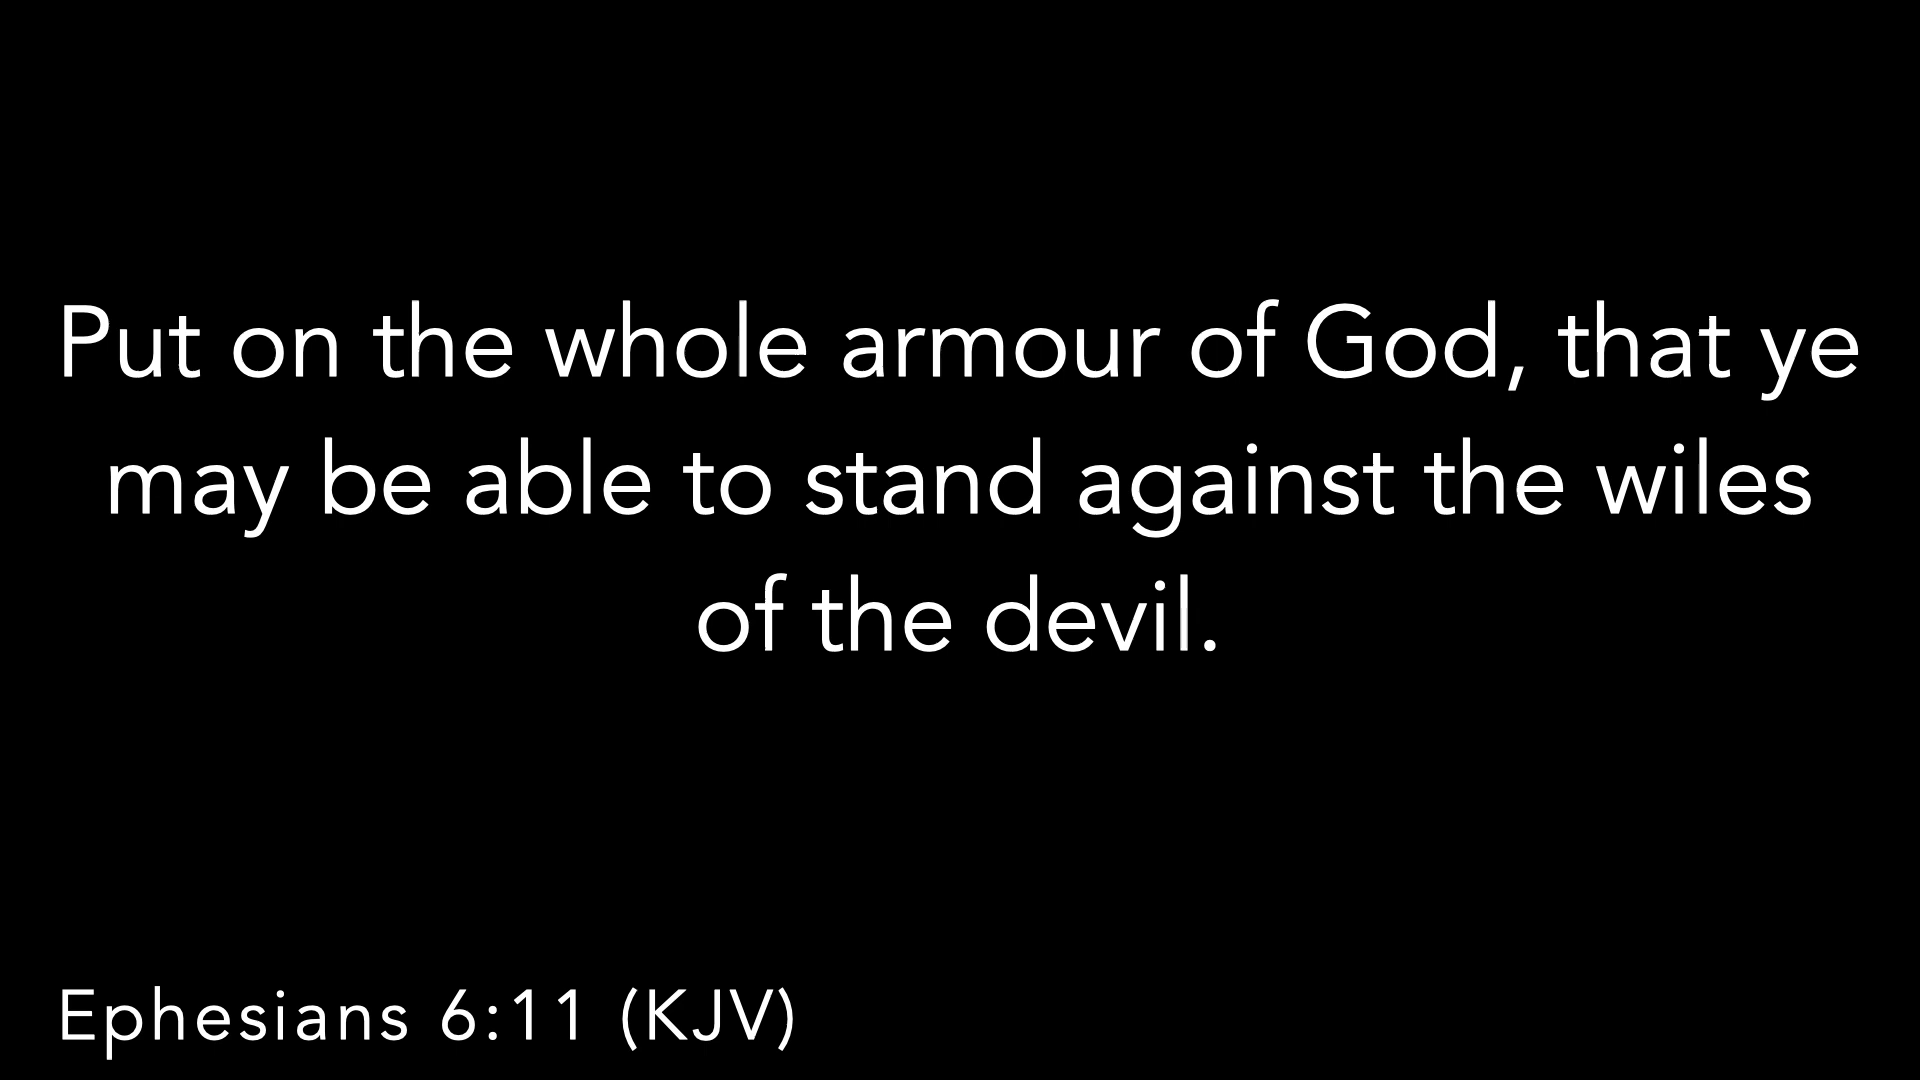 Put on the whole armour of God, that ye
may be able to stand against the wiles
of the devil.
Ephesians 6:11 (KJV)